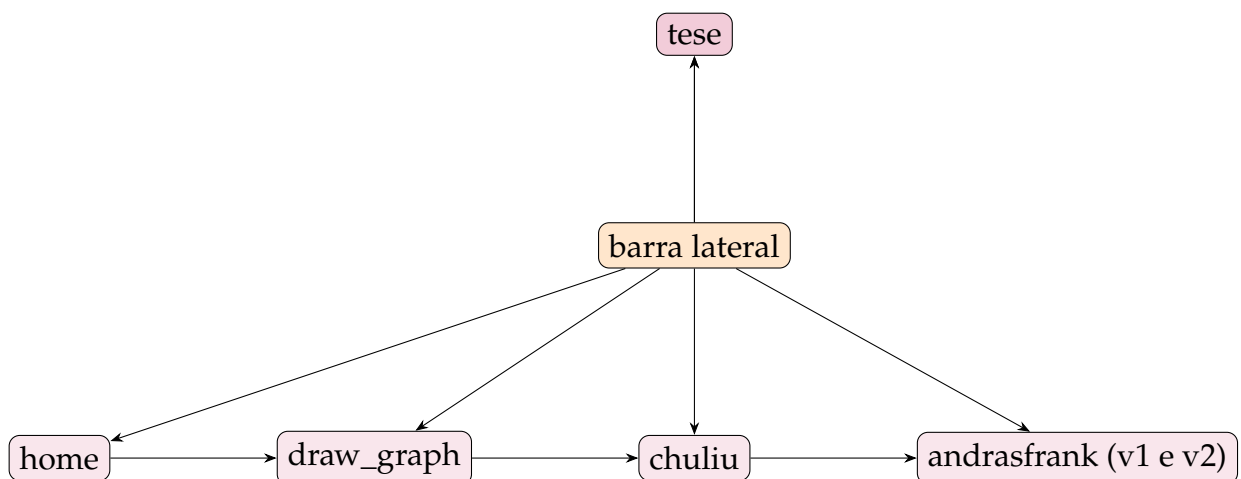 tese
barra lateral
home
draw_graph
chuliu
andrasfrank (v1 e v2)